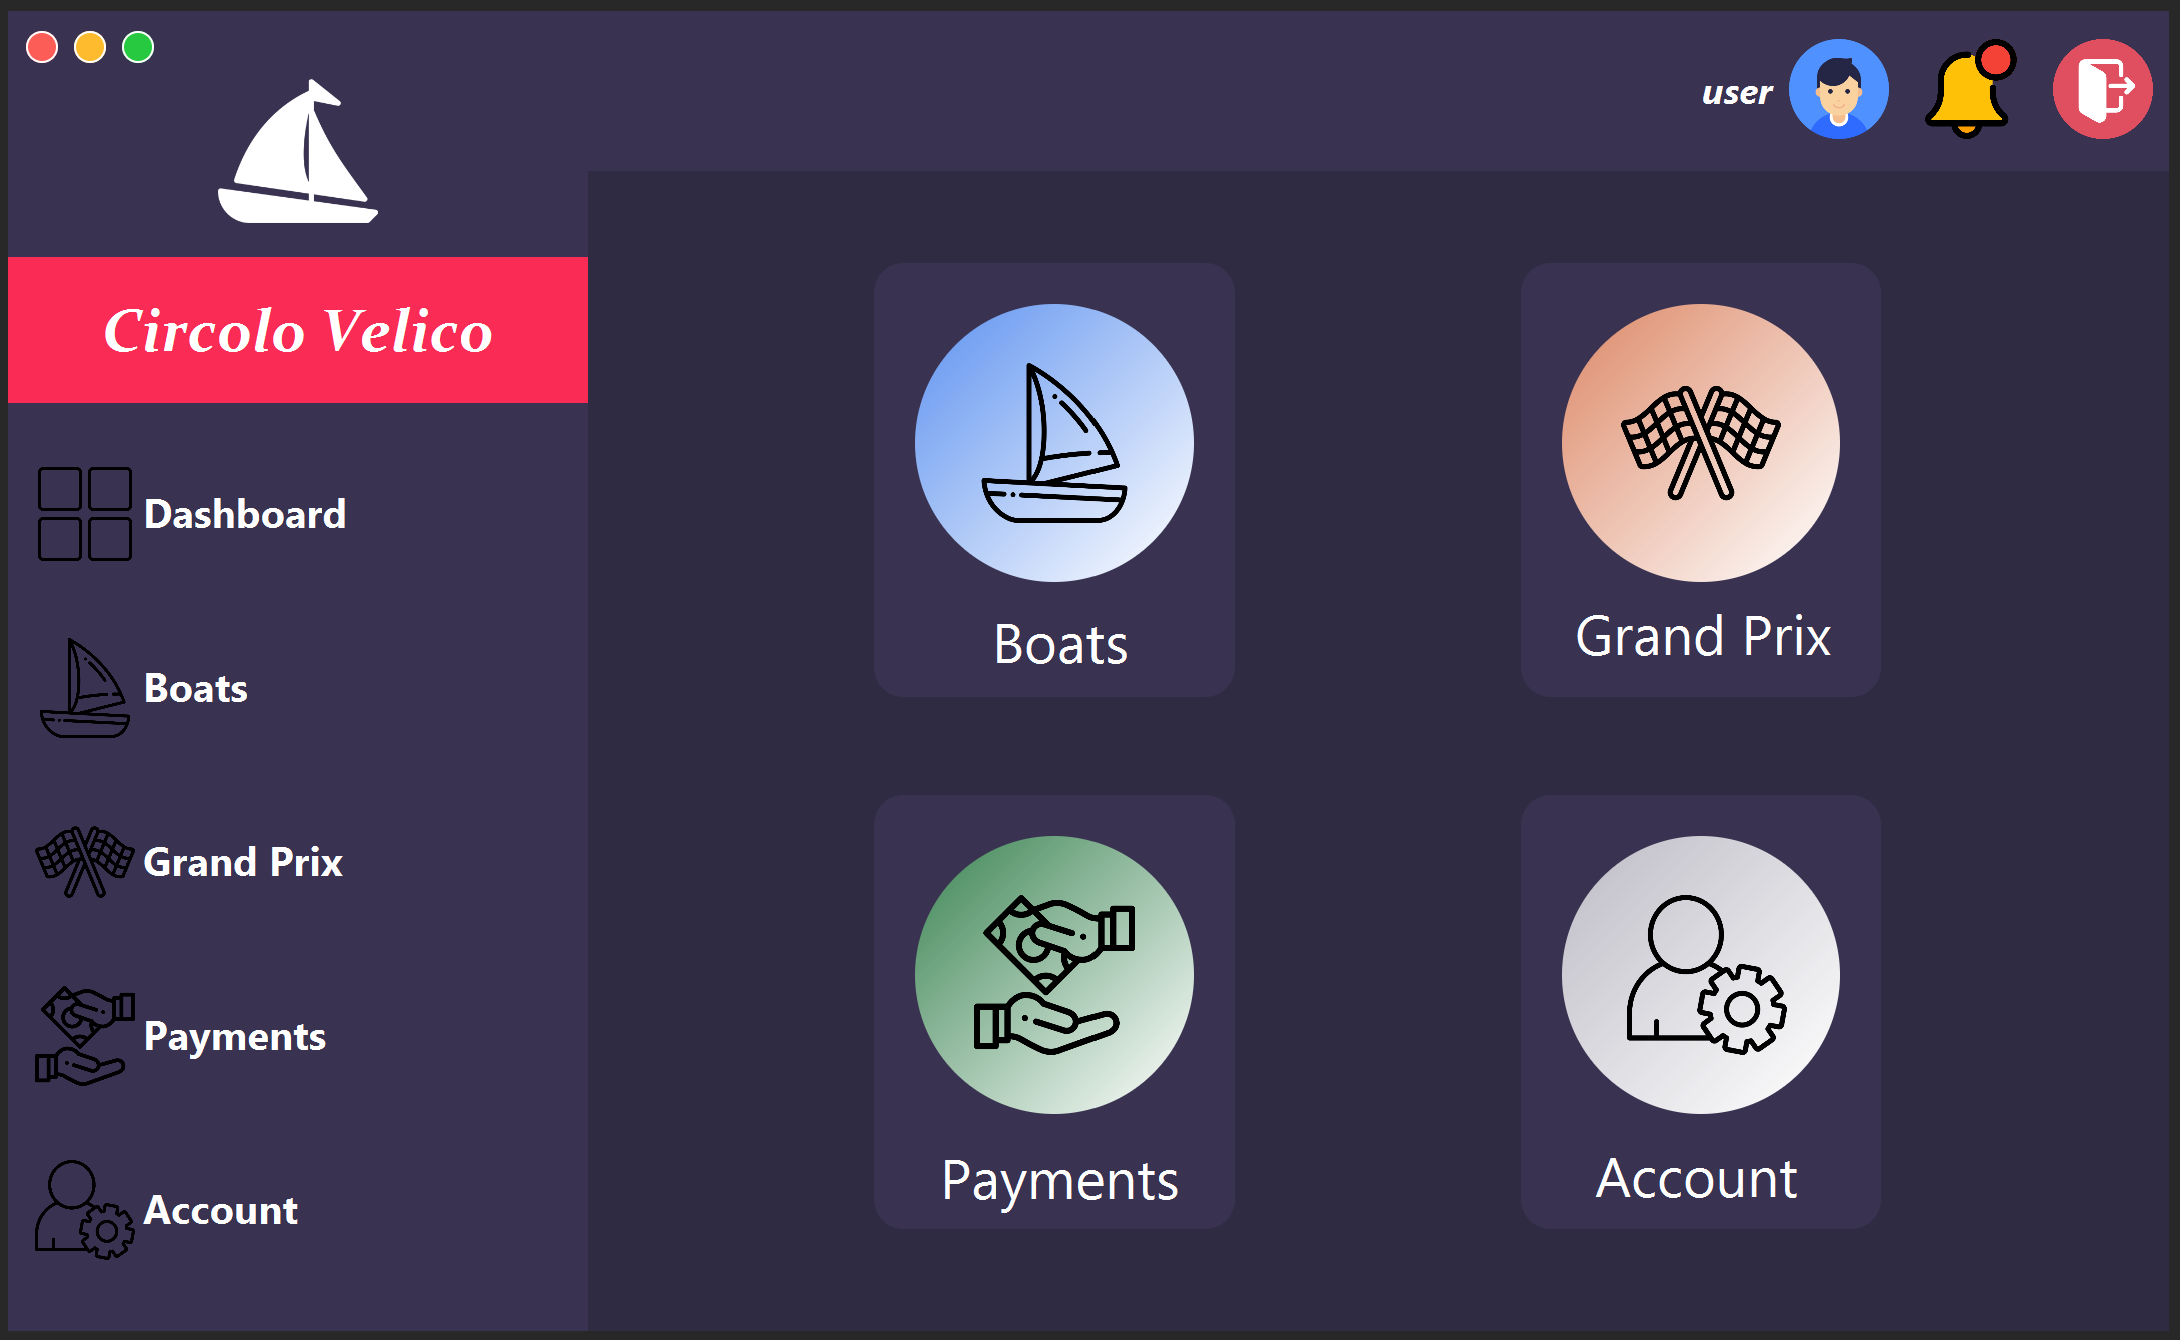 user
Circolo Velico
Dashboard
Boats
Grand Prix
Payments
Account
Boats
Grand Prix
Payments
Account